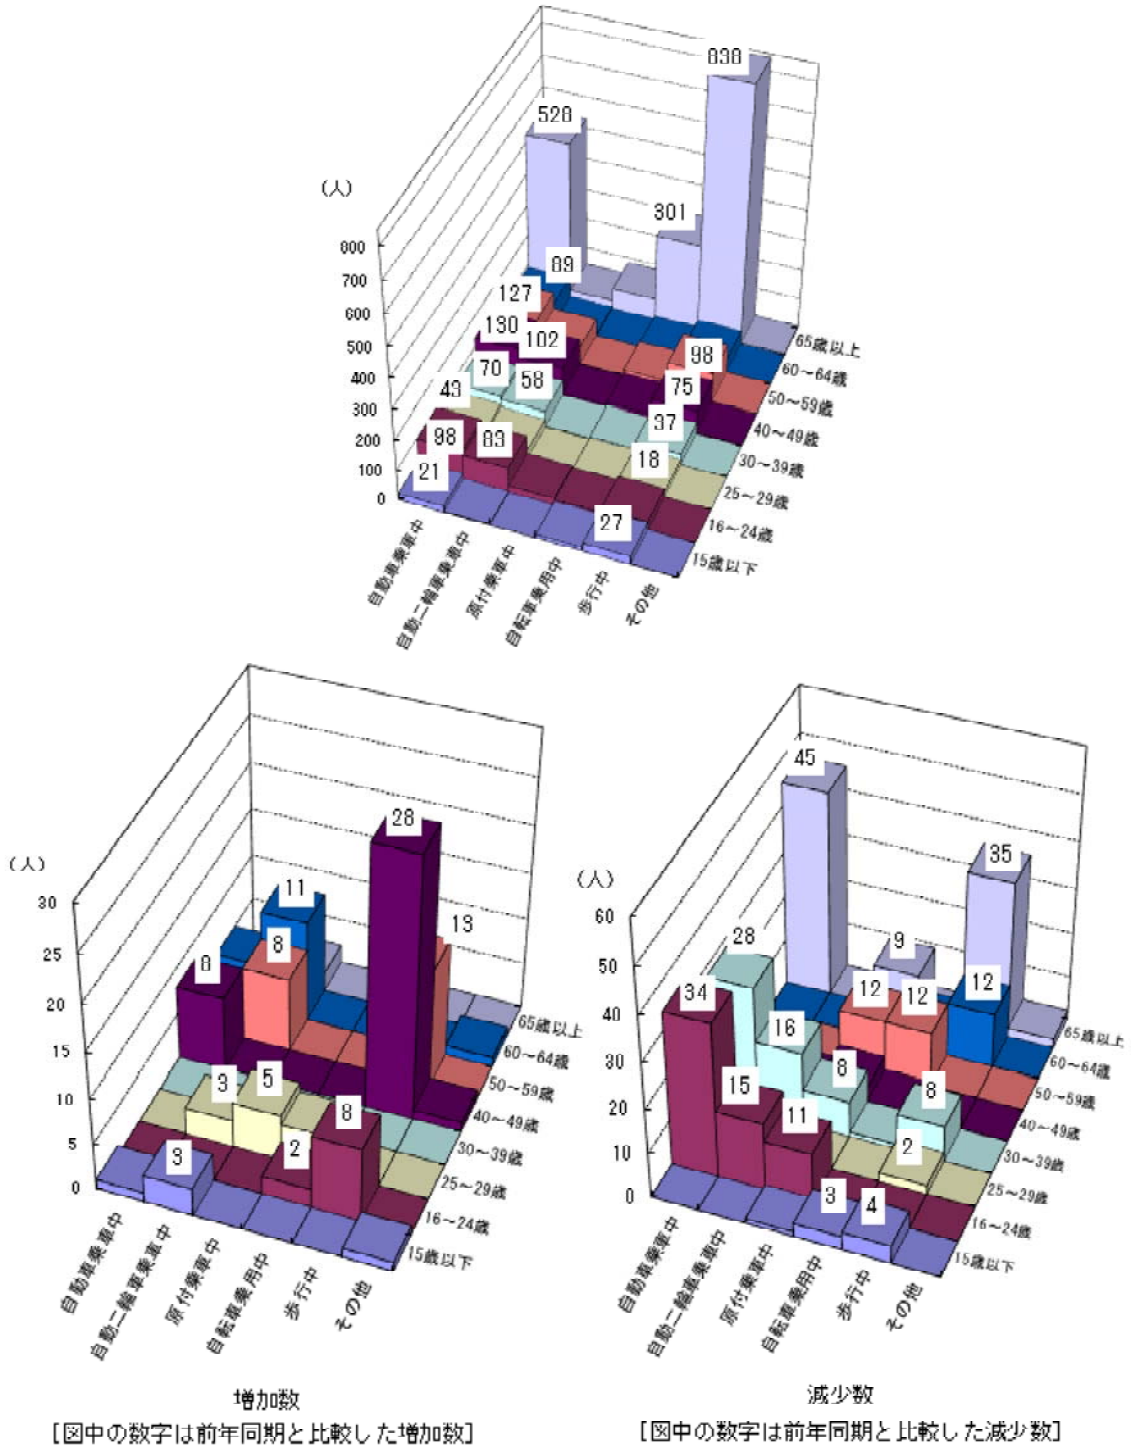 838
528
(人)
301
800
700
600
500
400
300
200
100
0
89
127
130
102
98
70
58
75
43
37
98
83
18
21
27
65歳以上
60~64歳
50~59歳
40~49歳
30~39歳
25~29歳
16~24歳
15歳以下
自動車乗車中
自動二輪車乗車中
原付乗車中
自転車乗用中
歩行中
その他
(人)
30
25
20
15
10
5
0
28
11
13
8
8
3
5
8
2
3
65歳以上
60~64歳
50~59歳
40~49歳
30~39歳
25~29歳
16~24歳
15歳以下
自動車乗車中
自動二輪車乗車中
原付乗車中
自転車乗用中
歩行中
その他
増加数
[図中の数字は前年同期と比較した増加数]
(人)
60
50
40
30
20
10
0
45
35
28
9
34
12
12
12
16
8
15
11
8
2
3
4
65歳以上
60~64歳
50~59歳
40~49歳
30~39歳
25~29歳
16~24歳
15歳以下
自動車乗車中
自動二輪車乗車中
原付乗車中
自転車乗用中
歩行中
その他
減少数
[図中の数字は前年同期と比較した減少数]